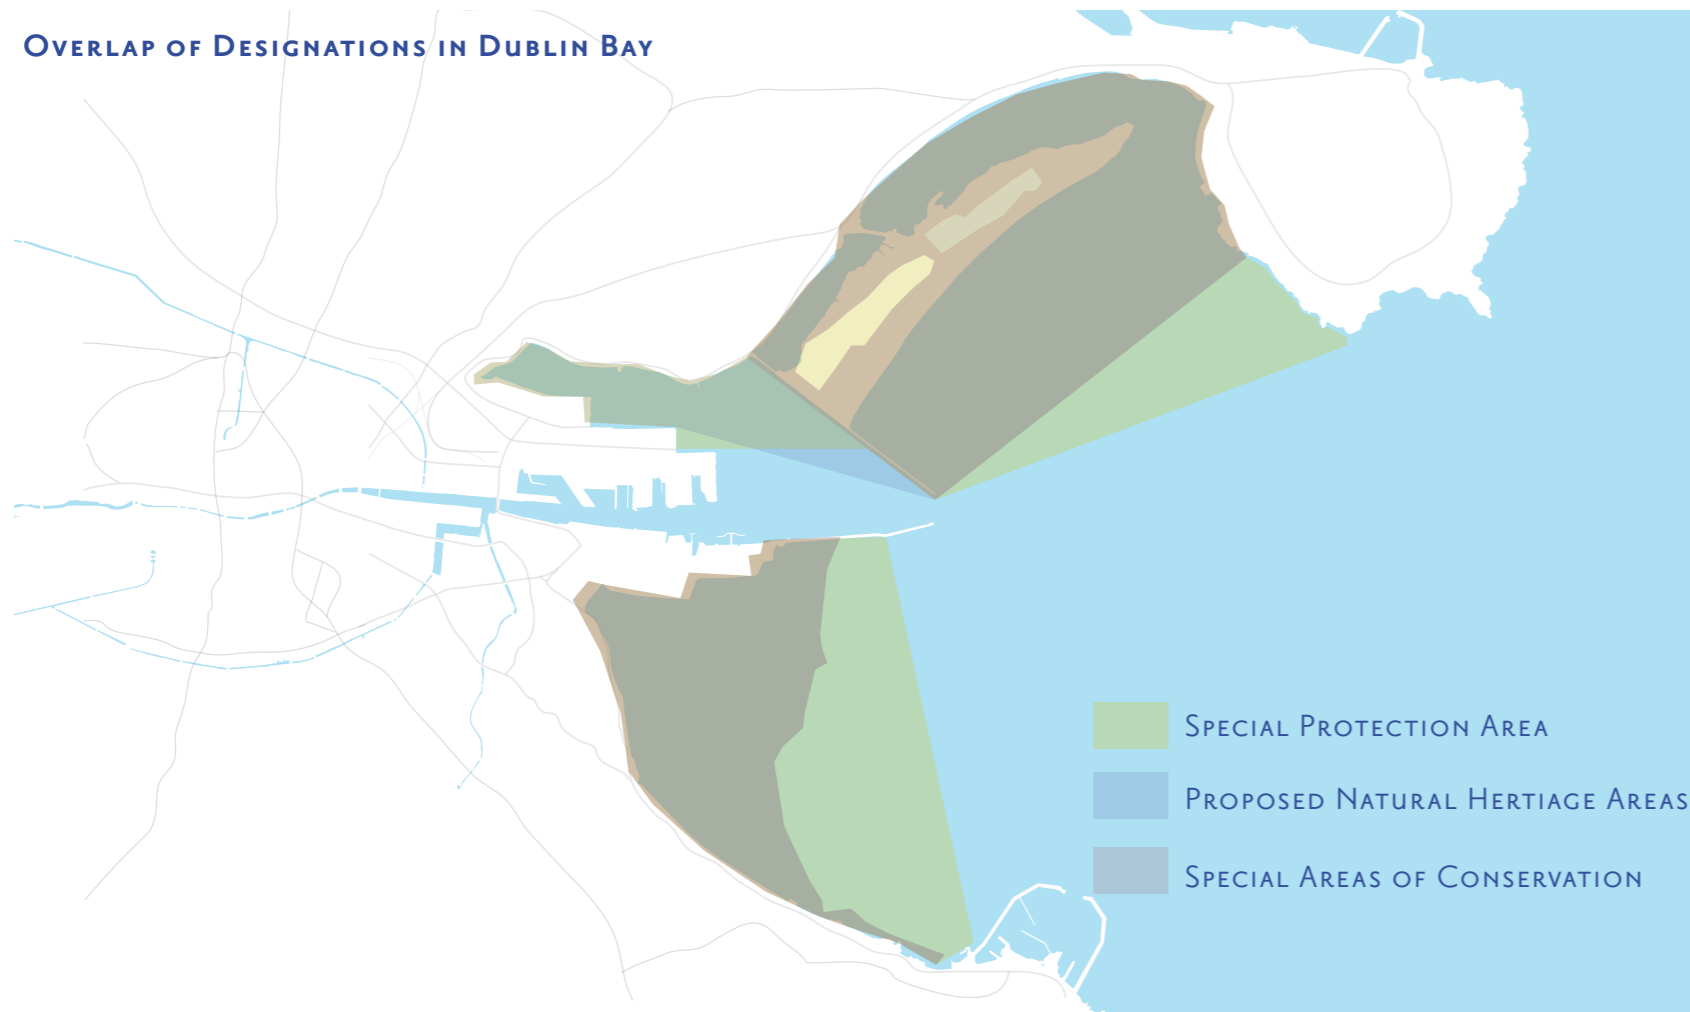 Overlap of Designations in Dublin Bay
Special Protection Area
Proposed Natural Hertiage Areas
Special Areas of Conservation